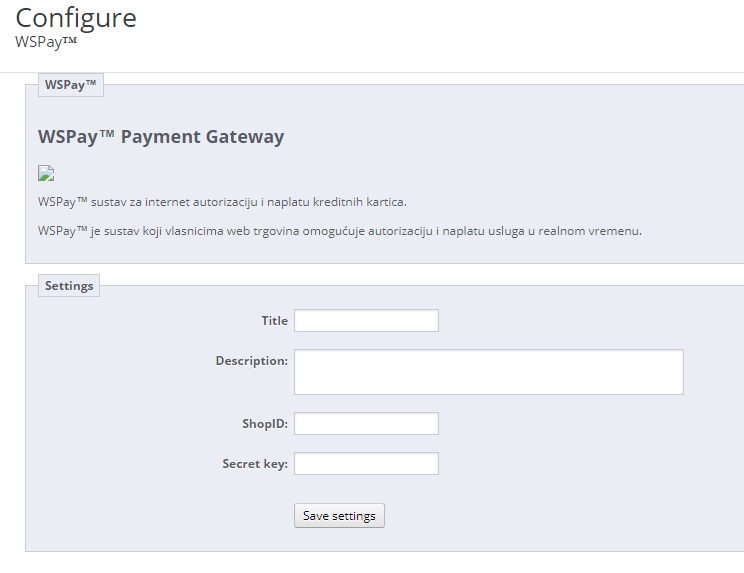 Configure
WSPay™
WSPay™
WSPay™ Payment Gateway
WSPay™ sustav za internet autorizaciju i naplatu kreditnih kartica.
WSPay™ je sustav koji vlasnicima web trgovina omogućuje autorizaciju i naplatu usluga u realnom vremenu.
Settings
Title
Description:
ShopID:
Secret key:
Save settings